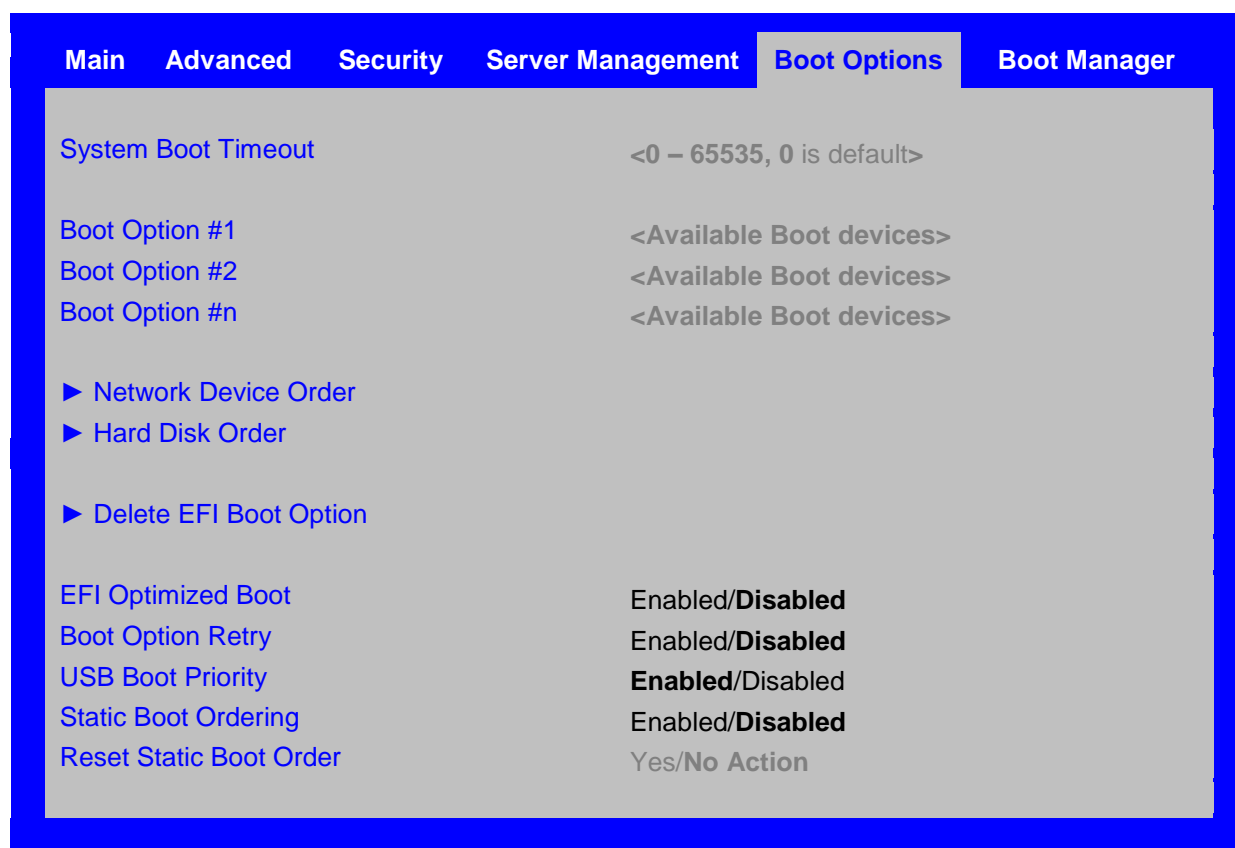 Main Advanced Security Server Management Boot Options Boot Manager
System Boot Timeout <0 – 65535, 0 is default>
Boot Option #1 <Available Boot devices>
Boot Option #2 <Available Boot devices>
Boot Option #n <Available Boot devices>
► Network Device Order
► Hard Disk Order
► Delete EFI Boot Option
EFI Optimized Boot Enabled/Disabled
Boot Option Retry Enabled/Disabled
USB Boot Priority Enabled/Disabled
Static Boot Ordering Enabled/Disabled
Reset Static Boot Order Yes/No Action